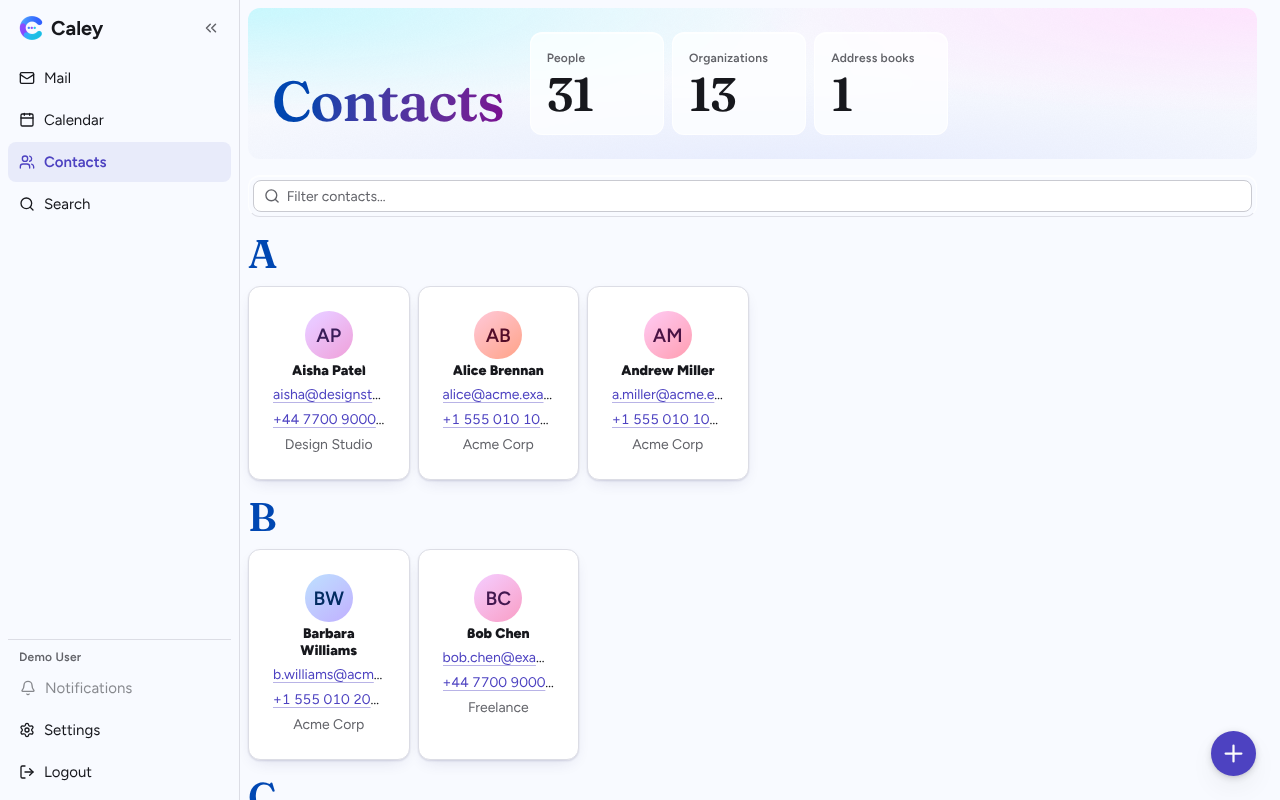 Caley
Mail
Calendar
Contacts
Search
Demo User
Notifications
Settings
Logout
Contacts
People
31
Organizations
13
Address books
1
Filter contacts...
A
AP
Aisha Patel
aisha@designst...
+44 7700 9000...
Design Studio
AB
Alice Brennan
alice@acme.exa...
+1 555 010 10...
Acme Corp
AM
Andrew Miller
a.miller@acme.e...
+1 555 010 10...
Acme Corp
B
BW
Barbara
Williams
b.williams@acm...
+1 555 010 20...
Acme Corp
BC
Bob Chen
bob.chen@exa...
+44 7700 9000...
Freelance
C